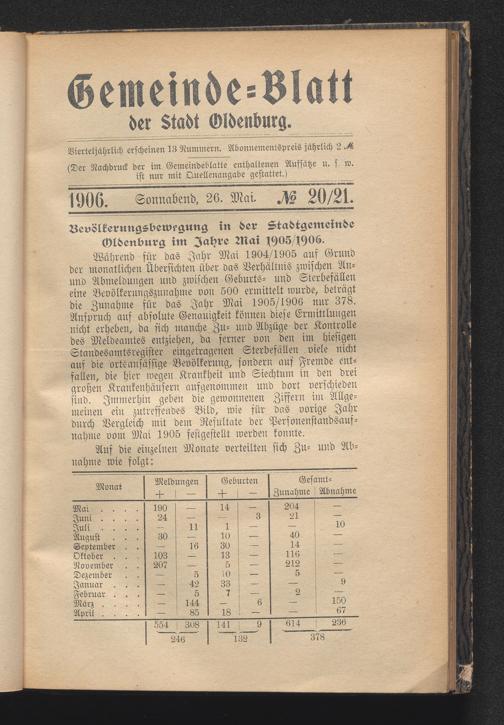 Gemeinde=Blatt
der Stadt Oldenburg.
Vierteljährlich erscheinen 13 Nummern. Abonnementspreis jährlich 2 ℳ
(Der Nachdruck der im Gemeindeblatte enthaltenen Aufsätze u. s. w.
ist nur mit Quellenangabe gestattet.)
1906. Sonnabend, 26. Mai. № 20/21.
Bevölkerungsbewegung in der Stadtgemeinde
Oldenburg im Jahre Mai 1905/1906.
Während für das Jahr Mai 1904/1905 auf Grund
der monatlichen Übersichten über das Verhältnis zwischen An=
und Abmeldungen und zwischen Geburts= und Sterbefällen
eine Bevölkerungszunahme von 500 ermittelt wurde, beträgt
die Zunahme für das Jahr Mai 1905/1906 nur 378.
Anspruch auf absolute Genauigkeit können diese Ermittlungen
nicht erheben, da sich manche Zu= und Abzüge der Kontrolle
des Meldeamtes entziehen, da ferner von den im hiesigen
Standesamtsregister eingetragenen Sterbefällen viele nicht
auf die ortsansässige Bevölkerung, sondern auf Fremde ent=
fallen, die hier wegen Krankheit und Siechtum in den drei
großen Krankenhäusern aufgenommen und dort verschieden
sind. Immerhin geben die gewonnenen Ziffern im Allge=
meinen ein zutreffendes Bild, wie für das vorige Jahr
durch Vergleich mit dem Resultate der Personenstandsauf=
nahme vom Mai 1905 festgestellt werden konnte.
Auf die einzelnen Monate verteilten sich Zu= und Ab=
nahme wie folgt:
Monat Meldungen Geburten Gesamt=
+ — + — Zunahme Abnahme
Mai . . . . 190 — 14 — 204 —
Juni . . . . 24 — — 3 21 —
Juli . . . . — 11 1 — — 10
August . . . 30 — 10 — 40 —
September . . — 16 30 — 14 —
Oktober . . . 103 — 13 — 116 —
November . . 207 — 5 — 212 —
Dezember . . — 5 10 — 5 —
Januar . . . — 42 33 — — 9
Februar . . . — 5 7 — 2 —
März . . . . — 144 — 6 — 150
April . . . . — 85 18 — — 67
554 308 141 9 614 236
246 132 378